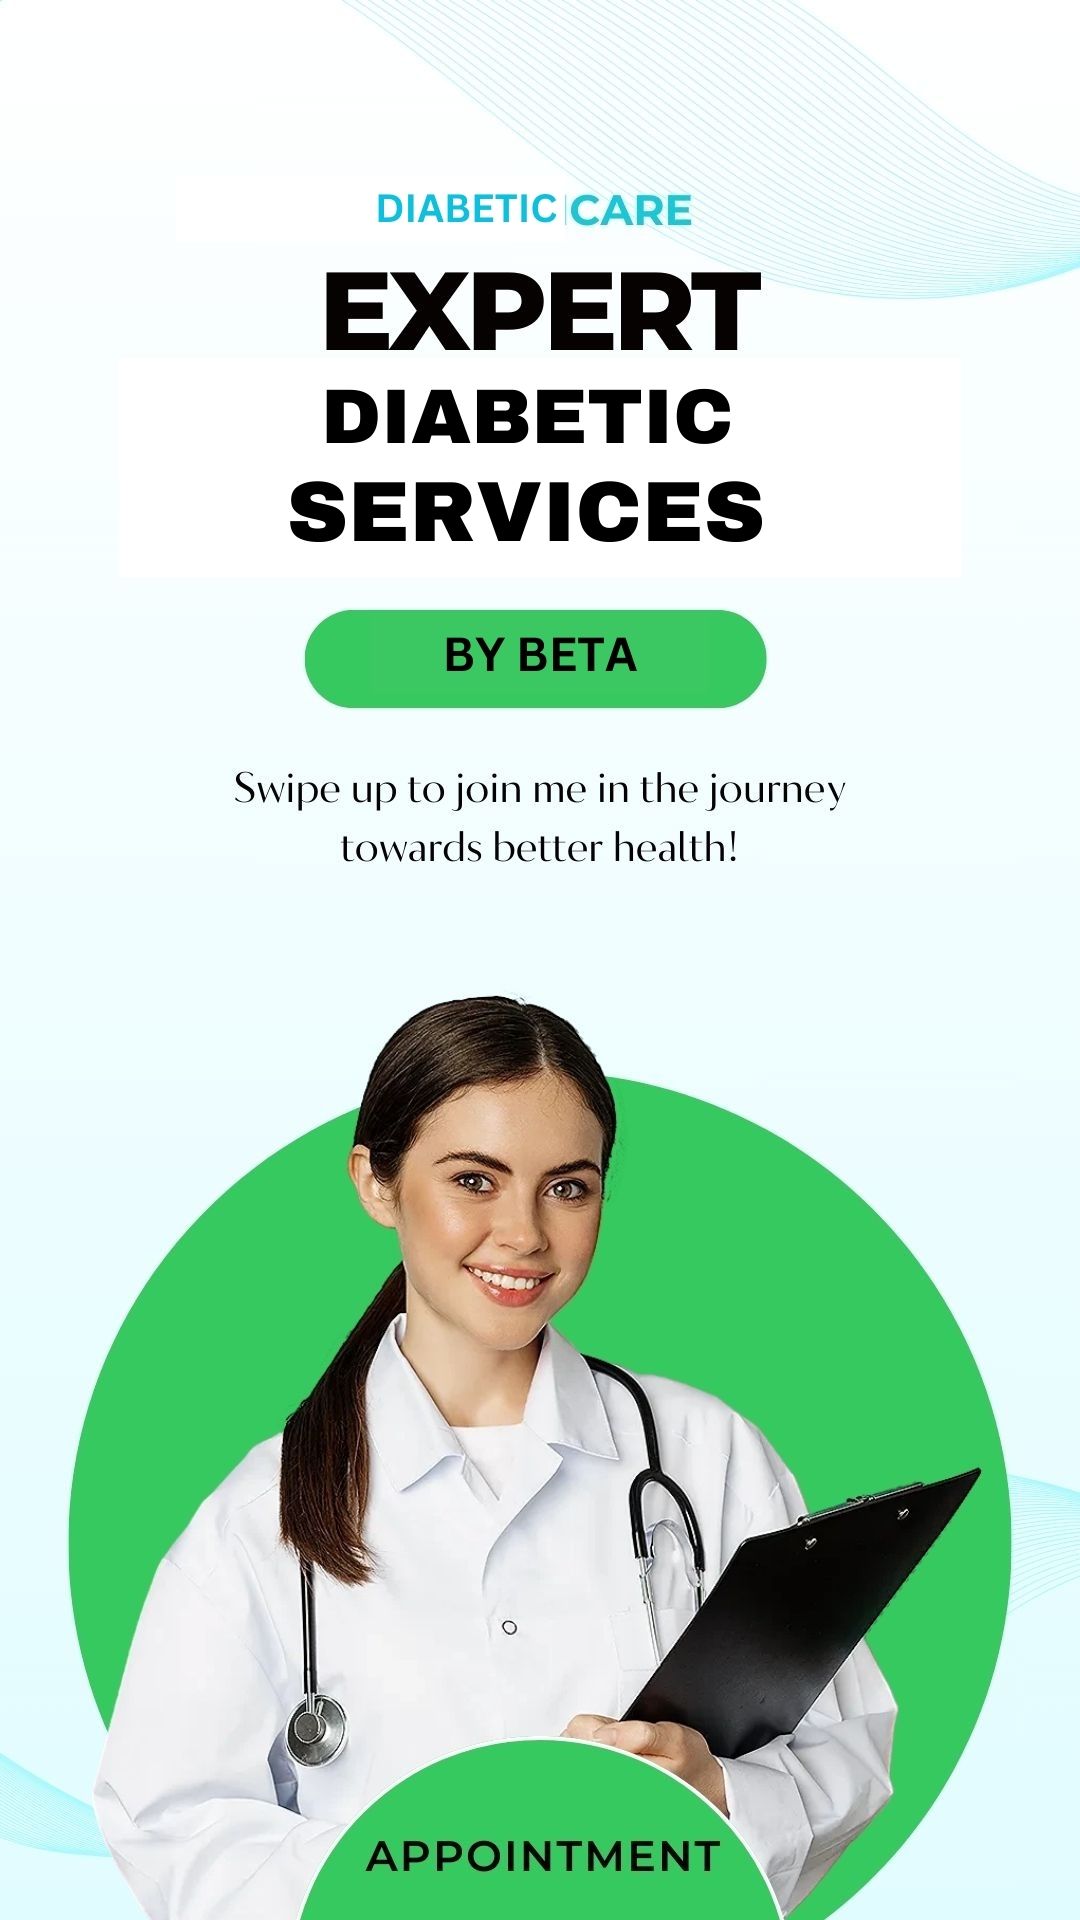 DIABETIC|CARE
EXPERT
DIABETIC
SERVICES
BY BETA
Swipe up to join me in the journey
towards better health!
APPOINTMENT